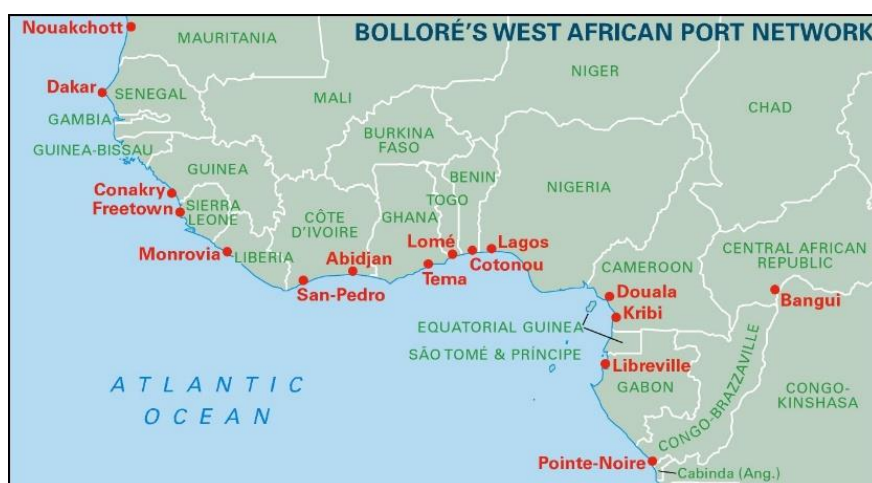 BOLLORÉ'S WEST AFRICAN PORT NETWORK
Nouakchott
MAURITANIA
NIGER
Dakar
SENEGAL
MALI
CHAD
GAMBIA
BURKINA
FASO
GUINEA-BISSAU
GUINEA
BENIN
NIGERIA
TOGO
Conakry
Freetown
SIERRA
LEONE
CÔTE
D'IVOIRE
GHANA
Monrovia
LIBERIA
Abidjan
San-Pedro
Lomé
Tema
Lagos
Cotonou
CENTRAL AFRICAN
REPUBLIC
CAMEROON
Douala
Bangui
Kribi
EQUATORIAL GUINEA
SÃO TOMÉ & PRÍNCIPE
Libreville
GABON
CONGO-BRAZZAVILLE
CONGO-
KINSHASA
ATLANTIC
OCEAN
Pointe-Noire
Cabinda (Ang.)